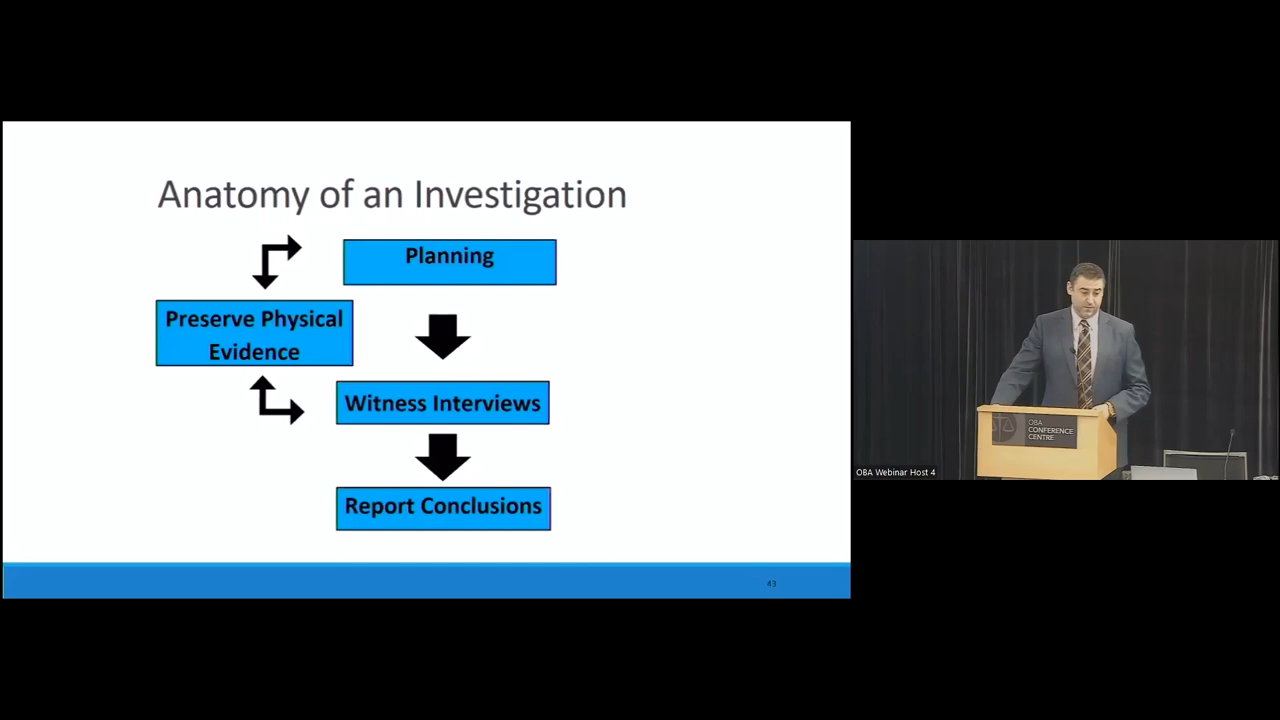 Anatomy of an Investigation
Planning
Preserve Physical
Evidence
Witness Interviews
Report Conclusions
43
OBA
CONFERENCE
CENTRE
OBA Webinar Host 4